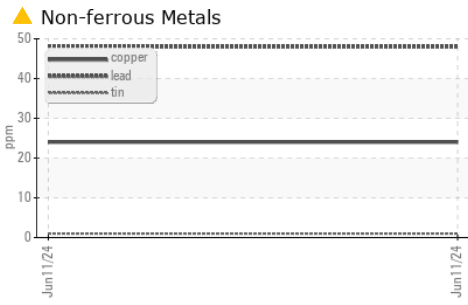 Non-ferrous Metals
50
copper
lead
tin
40
30
20
10
0
ppm
Jun11/24
Jun11/24